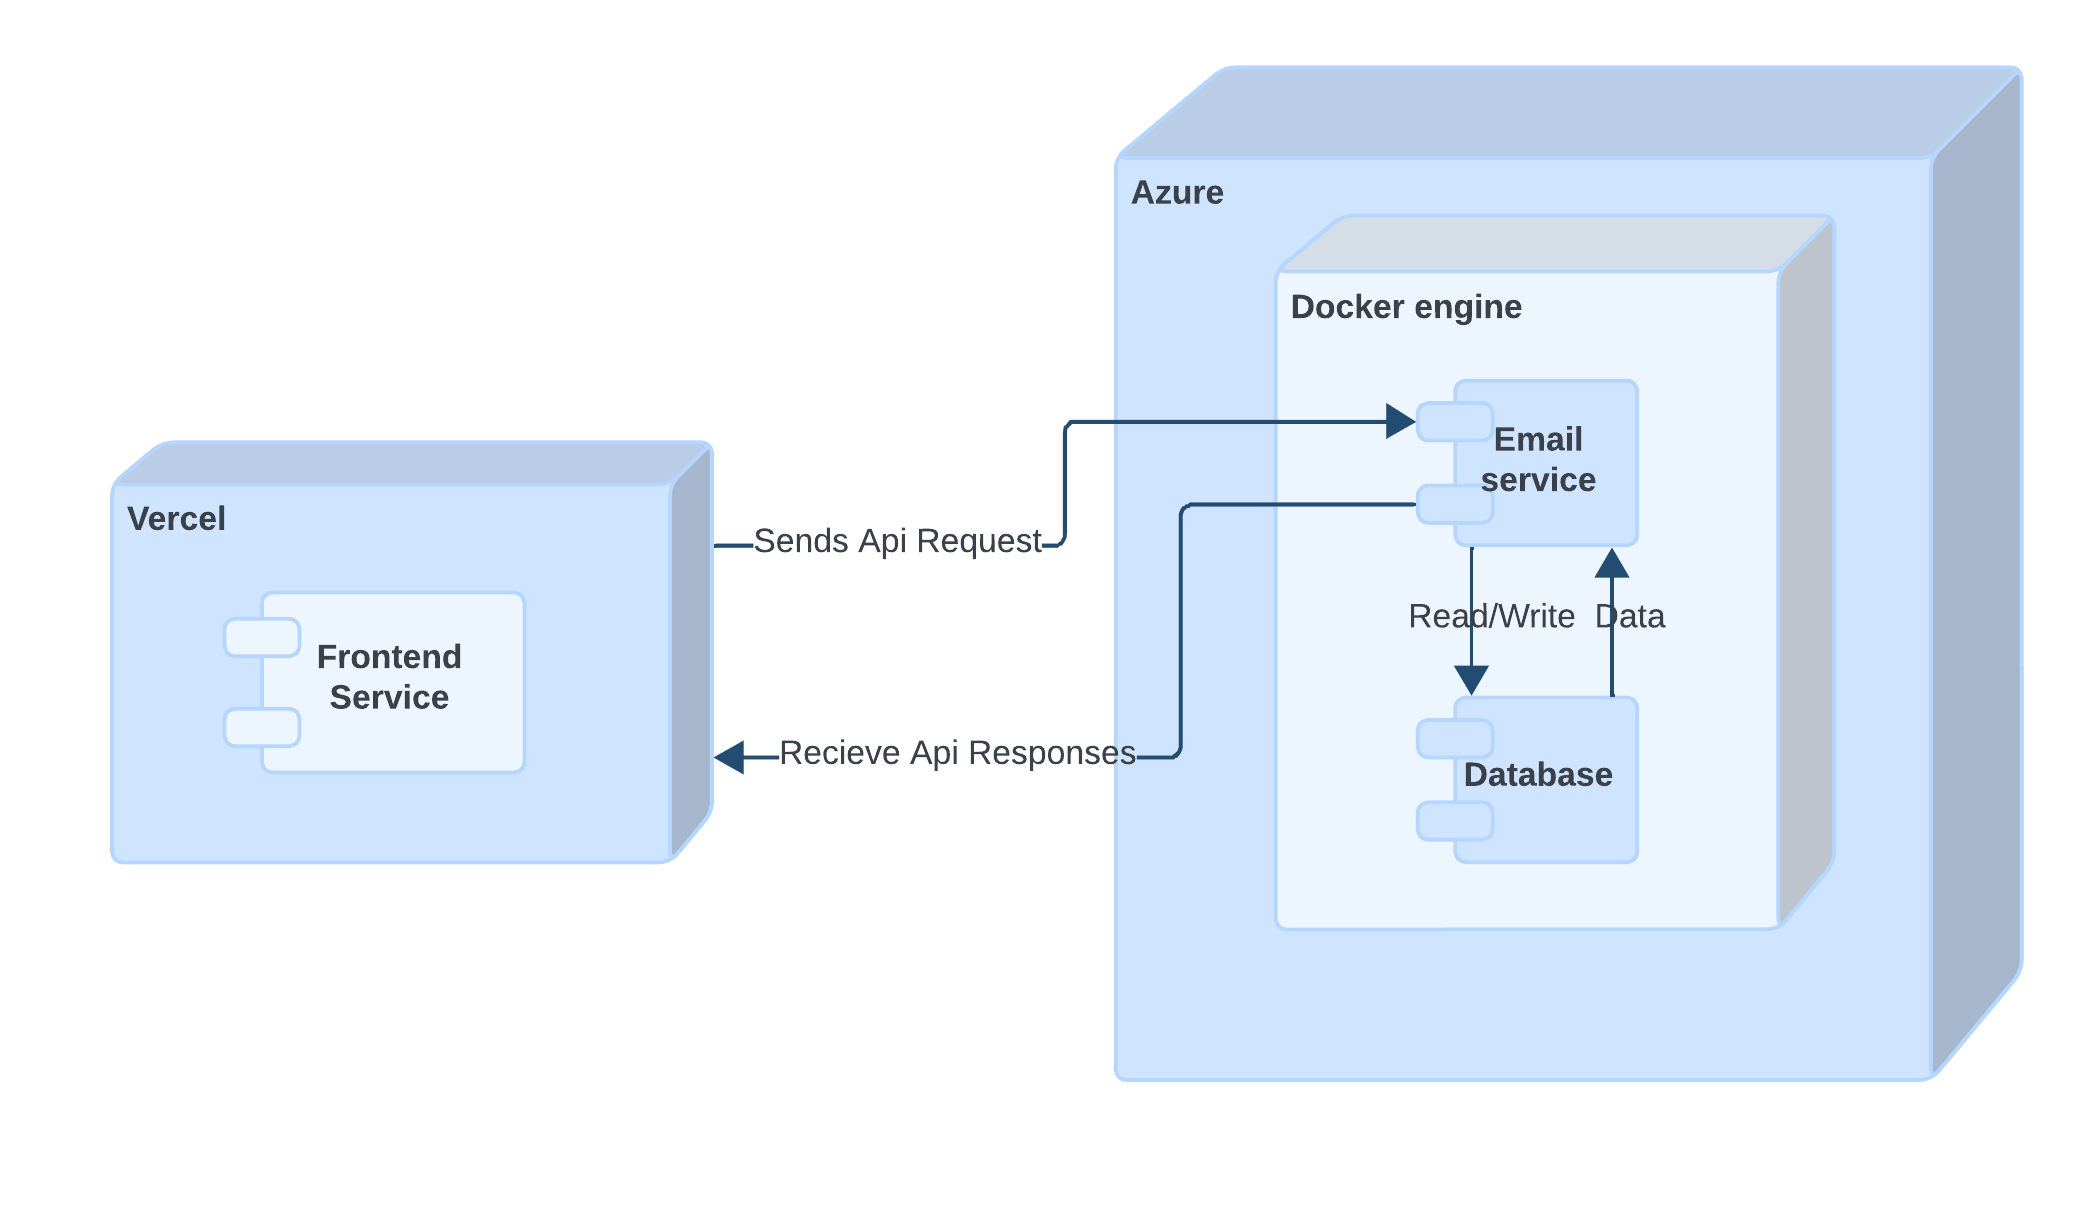 Azure
Docker engine
Email
service
Vercel
Sends Api Request
Read/Write
Data
Frontend
Service
Recieve Api Responses
Database